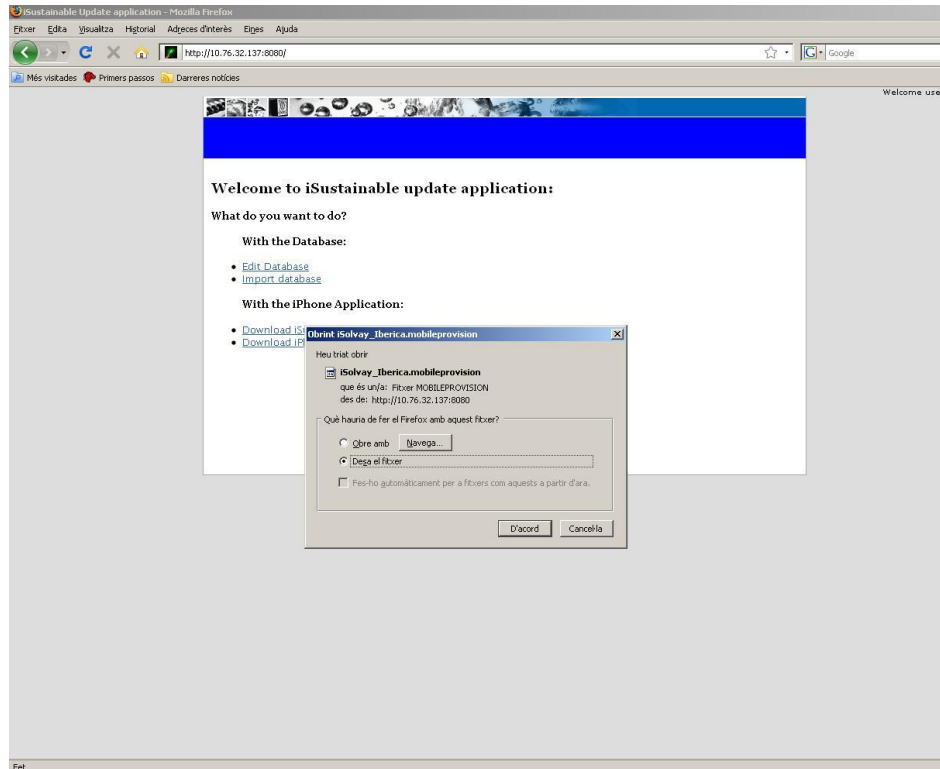 iSustainable Update application - Mozilla Firefox
Fitxer Edita Visualitza Historial Adreces d'interès Eines Ajuda
http://10.76.32.137:8080/
Google
Més visitades Primers passos Darreres notícies
Welcome use
Welcome to iSustainable update application:
What do you want to do?
With the Database:
Edit Database
Import database
With the iPhone Application:
Download iS
Download iP
Obrint iSolvay_Iberica.mobileprovision
Heu triat obrir
iSolvay_Iberica.mobileprovision
que és un/a: Fitxer MOBILEPROVISION
des de: http://10.76.32.137:8080
Què hauria de fer el Firefox amb aquest fitxer?
Obre amb Navega...
Desa el fitxer
Fes-ho automàticament per a fitxers com aquests a partir d'ara.
D'acord Cancel·la
Fet